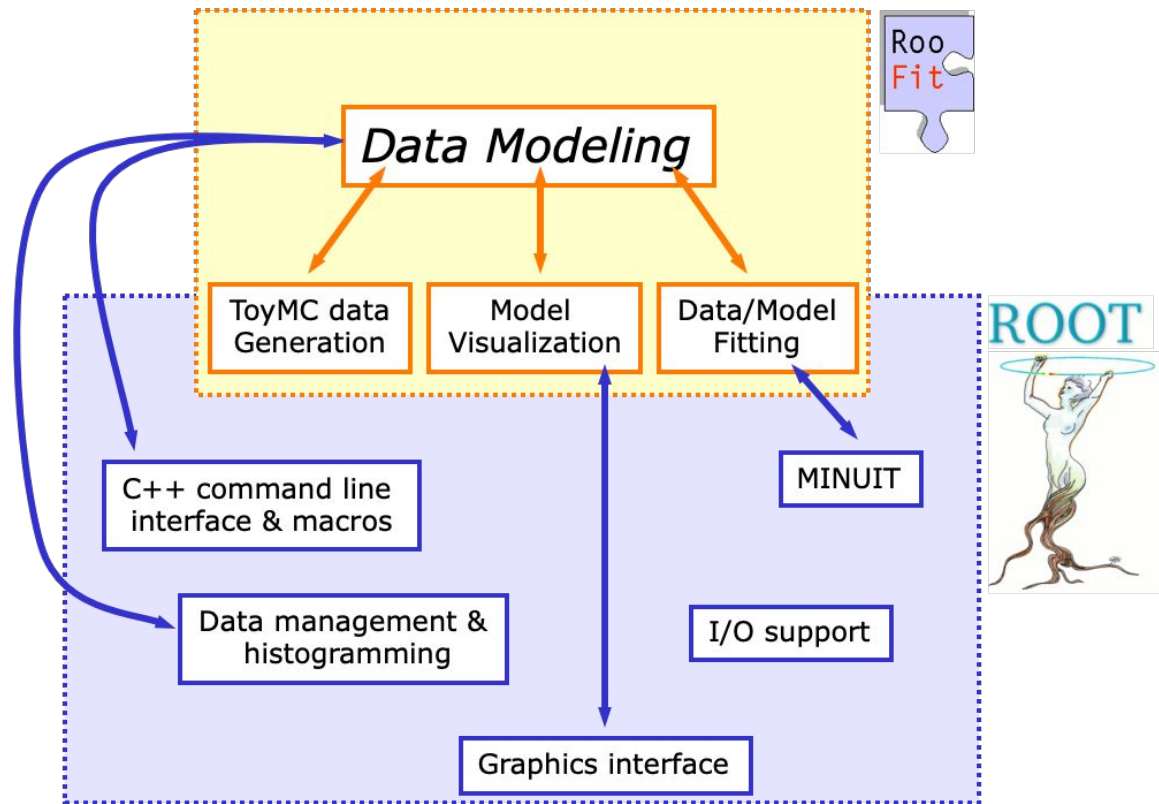 Roo
Fit
Data Modeling
ToyMC data
Generation
Model
Visualization
Data/Model
Fitting
ROOT
C++ command line
interface & macros
MINUIT
Data management &
histogramming
I/O support
Graphics interface